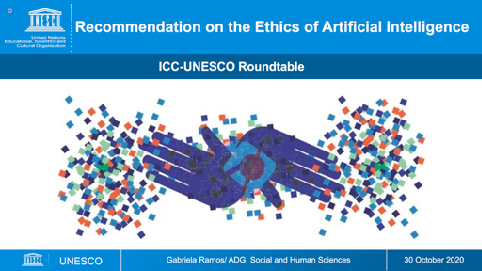 UNESCO
United Nations
Educational, Scientific and
Cultural Organization
Recommendation on the Ethics of Artificial Intelligence
ICC-UNESCO Roundtable
UNESCO
Gabriela Ramos/ ADG Social and Human Sciences
30 October 2020